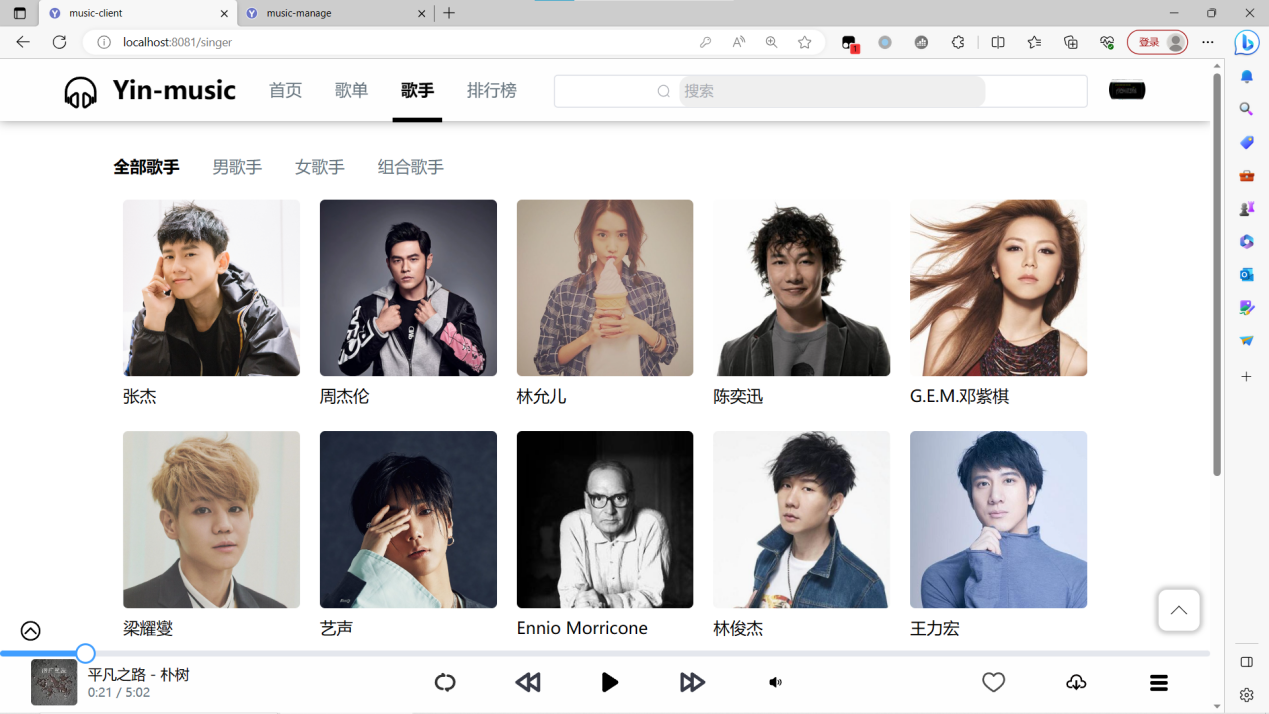 music-client
music-manage
localhost:8081/singer
1
登录
Yin-music
首页
歌单
歌手
排行榜
搜索
全部歌手
男歌手
女歌手
组合歌手
张杰
周杰伦
林允儿
陈奕迅
G.E.M.邓紫棋
梁耀燮
艺声
Ennio Morricone
林俊杰
王力宏
平凡之路 - 朴树
0:21 / 5:02